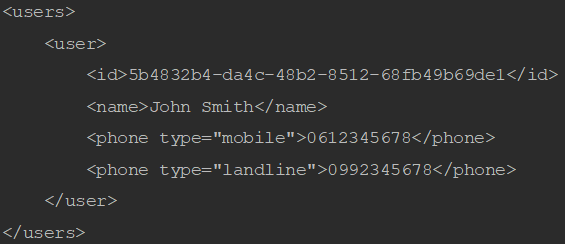 <users>
    <user>
        <id>5b4832b4-da4c-48b2-8512-68fb49b69de1</id>
        <name>John Smith</name>
        <phone type="mobile">0612345678</phone>
        <phone type="landline">0992345678</phone>
    </user>
</users>